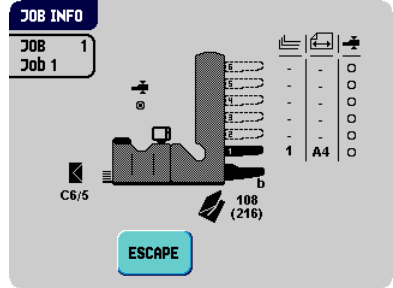 JOB INFO
JOB 1
Job 1
6
5
4
3
2
1
- - O
- - O
- - O
- - O
- - O
1 A4 O
b
C6/5
108
(216)
ESCAPE